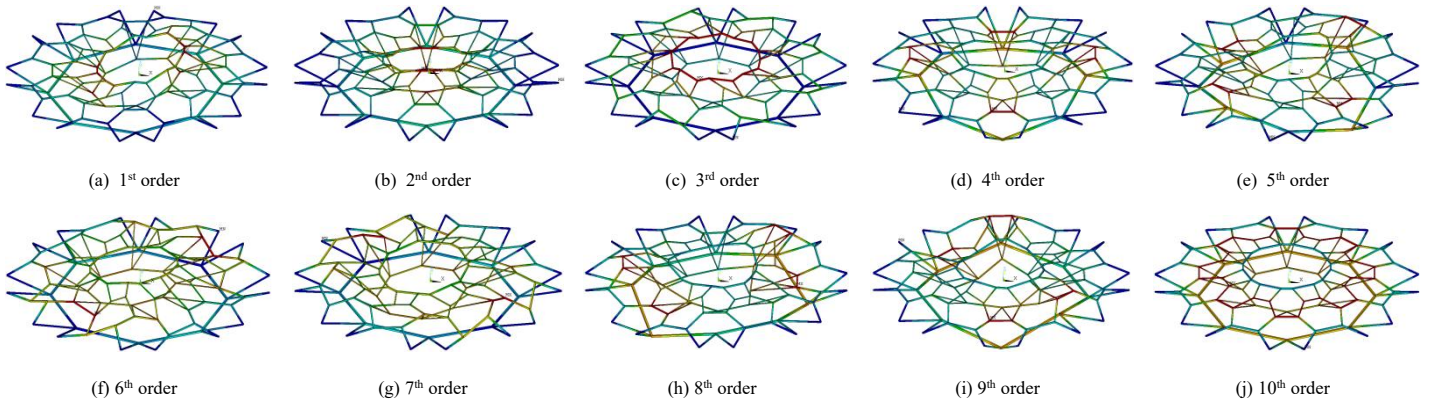 (a) 1st order
(b) 2nd order
(c) 3rd order
(d) 4th order
(e) 5th order
(f) 6th order
(g) 7th order
(h) 8th order
(i) 9th order
(j) 10th order